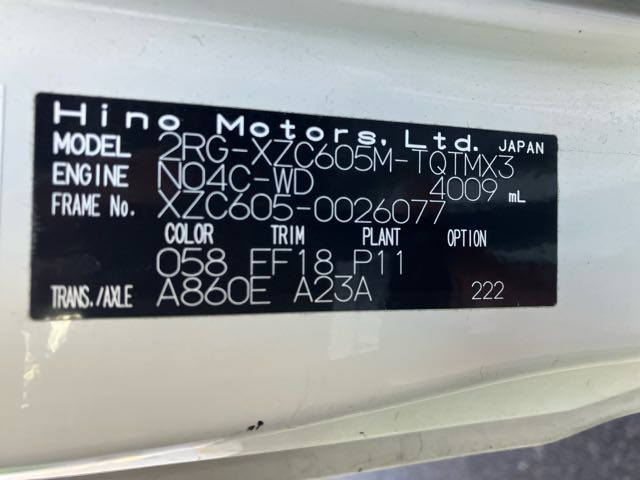 Hino Motors, Ltd. JAPAN
MODEL 2RG-XZC605M-TQTMX3
ENGINE N04C-WD 4009 mL
FRAME No. XZC605-0026077
COLOR TRIM PLANT OPTION
058 FF18 P11
TRANS./AXLE A860E A23A 222